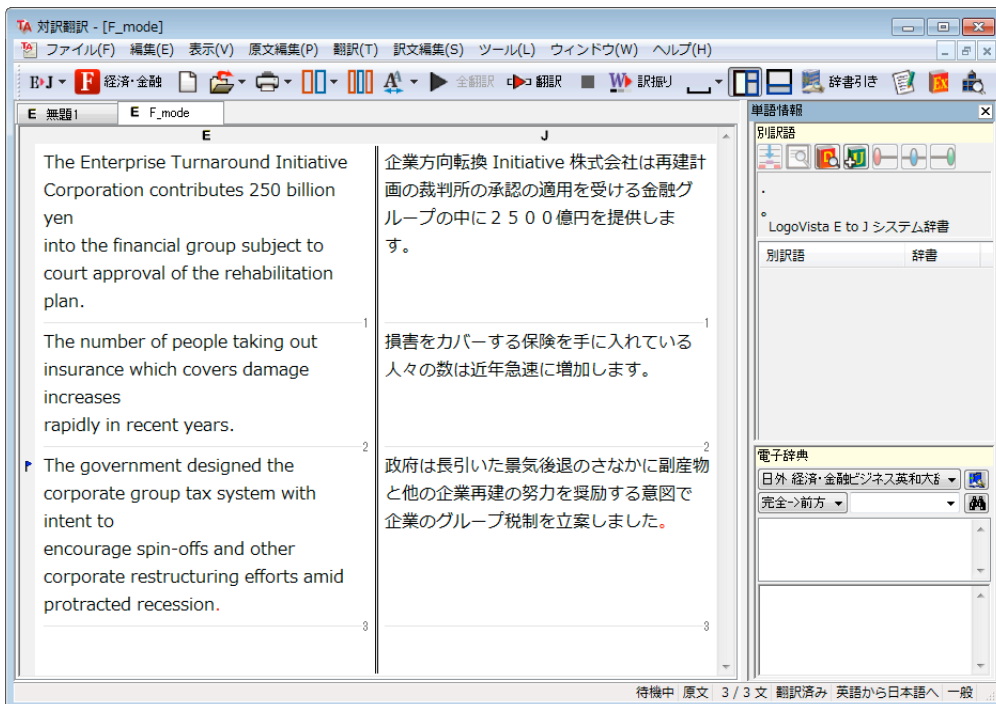 TA 対訳翻訳 - [F_mode]
ファイル(F) 編集(E) 表示(V) 原文編集(P) 翻訳(T) 訳文編集(S) ツール(L) ウィンドウ(W) ヘルプ(H)
E›J F 経済・金融 A 全翻訳 翻訳 W 訳振り 辞書引き EX
E 無題1 E F_mode
E
The Enterprise Turnaround Initiative
Corporation contributes 250 billion
yen
into the financial group subject to
court approval of the rehabilitation
plan.
1
The number of people taking out
insurance which covers damage
increases
rapidly in recent years.
2
The government designed the
corporate group tax system with
intent to
encourage spin-offs and other
corporate restructuring efforts amid
protracted recession.
3
J
企業方向転換 Initiative 株式会社は再建計
画の裁判所の承認の適用を受ける金融グ
ループの中に２５００億円を提供しま
す。
1
損害をカバーする保険を手に入れている
人々の数は近年急速に増加します。
2
政府は長引いた景気後退のさなかに副産物
と他の企業再建の努力を奨励する意図で
企業のグループ税制を立案しました。
3
単語情報
別訳語
.
。
LogoVista E to J システム辞書
別訳語 辞書
電子辞典
日外 経済・金融ビジネス英和大
完全->前方
待機中 原文 3 / 3 文 翻訳済み 英語から日本語へ 一般